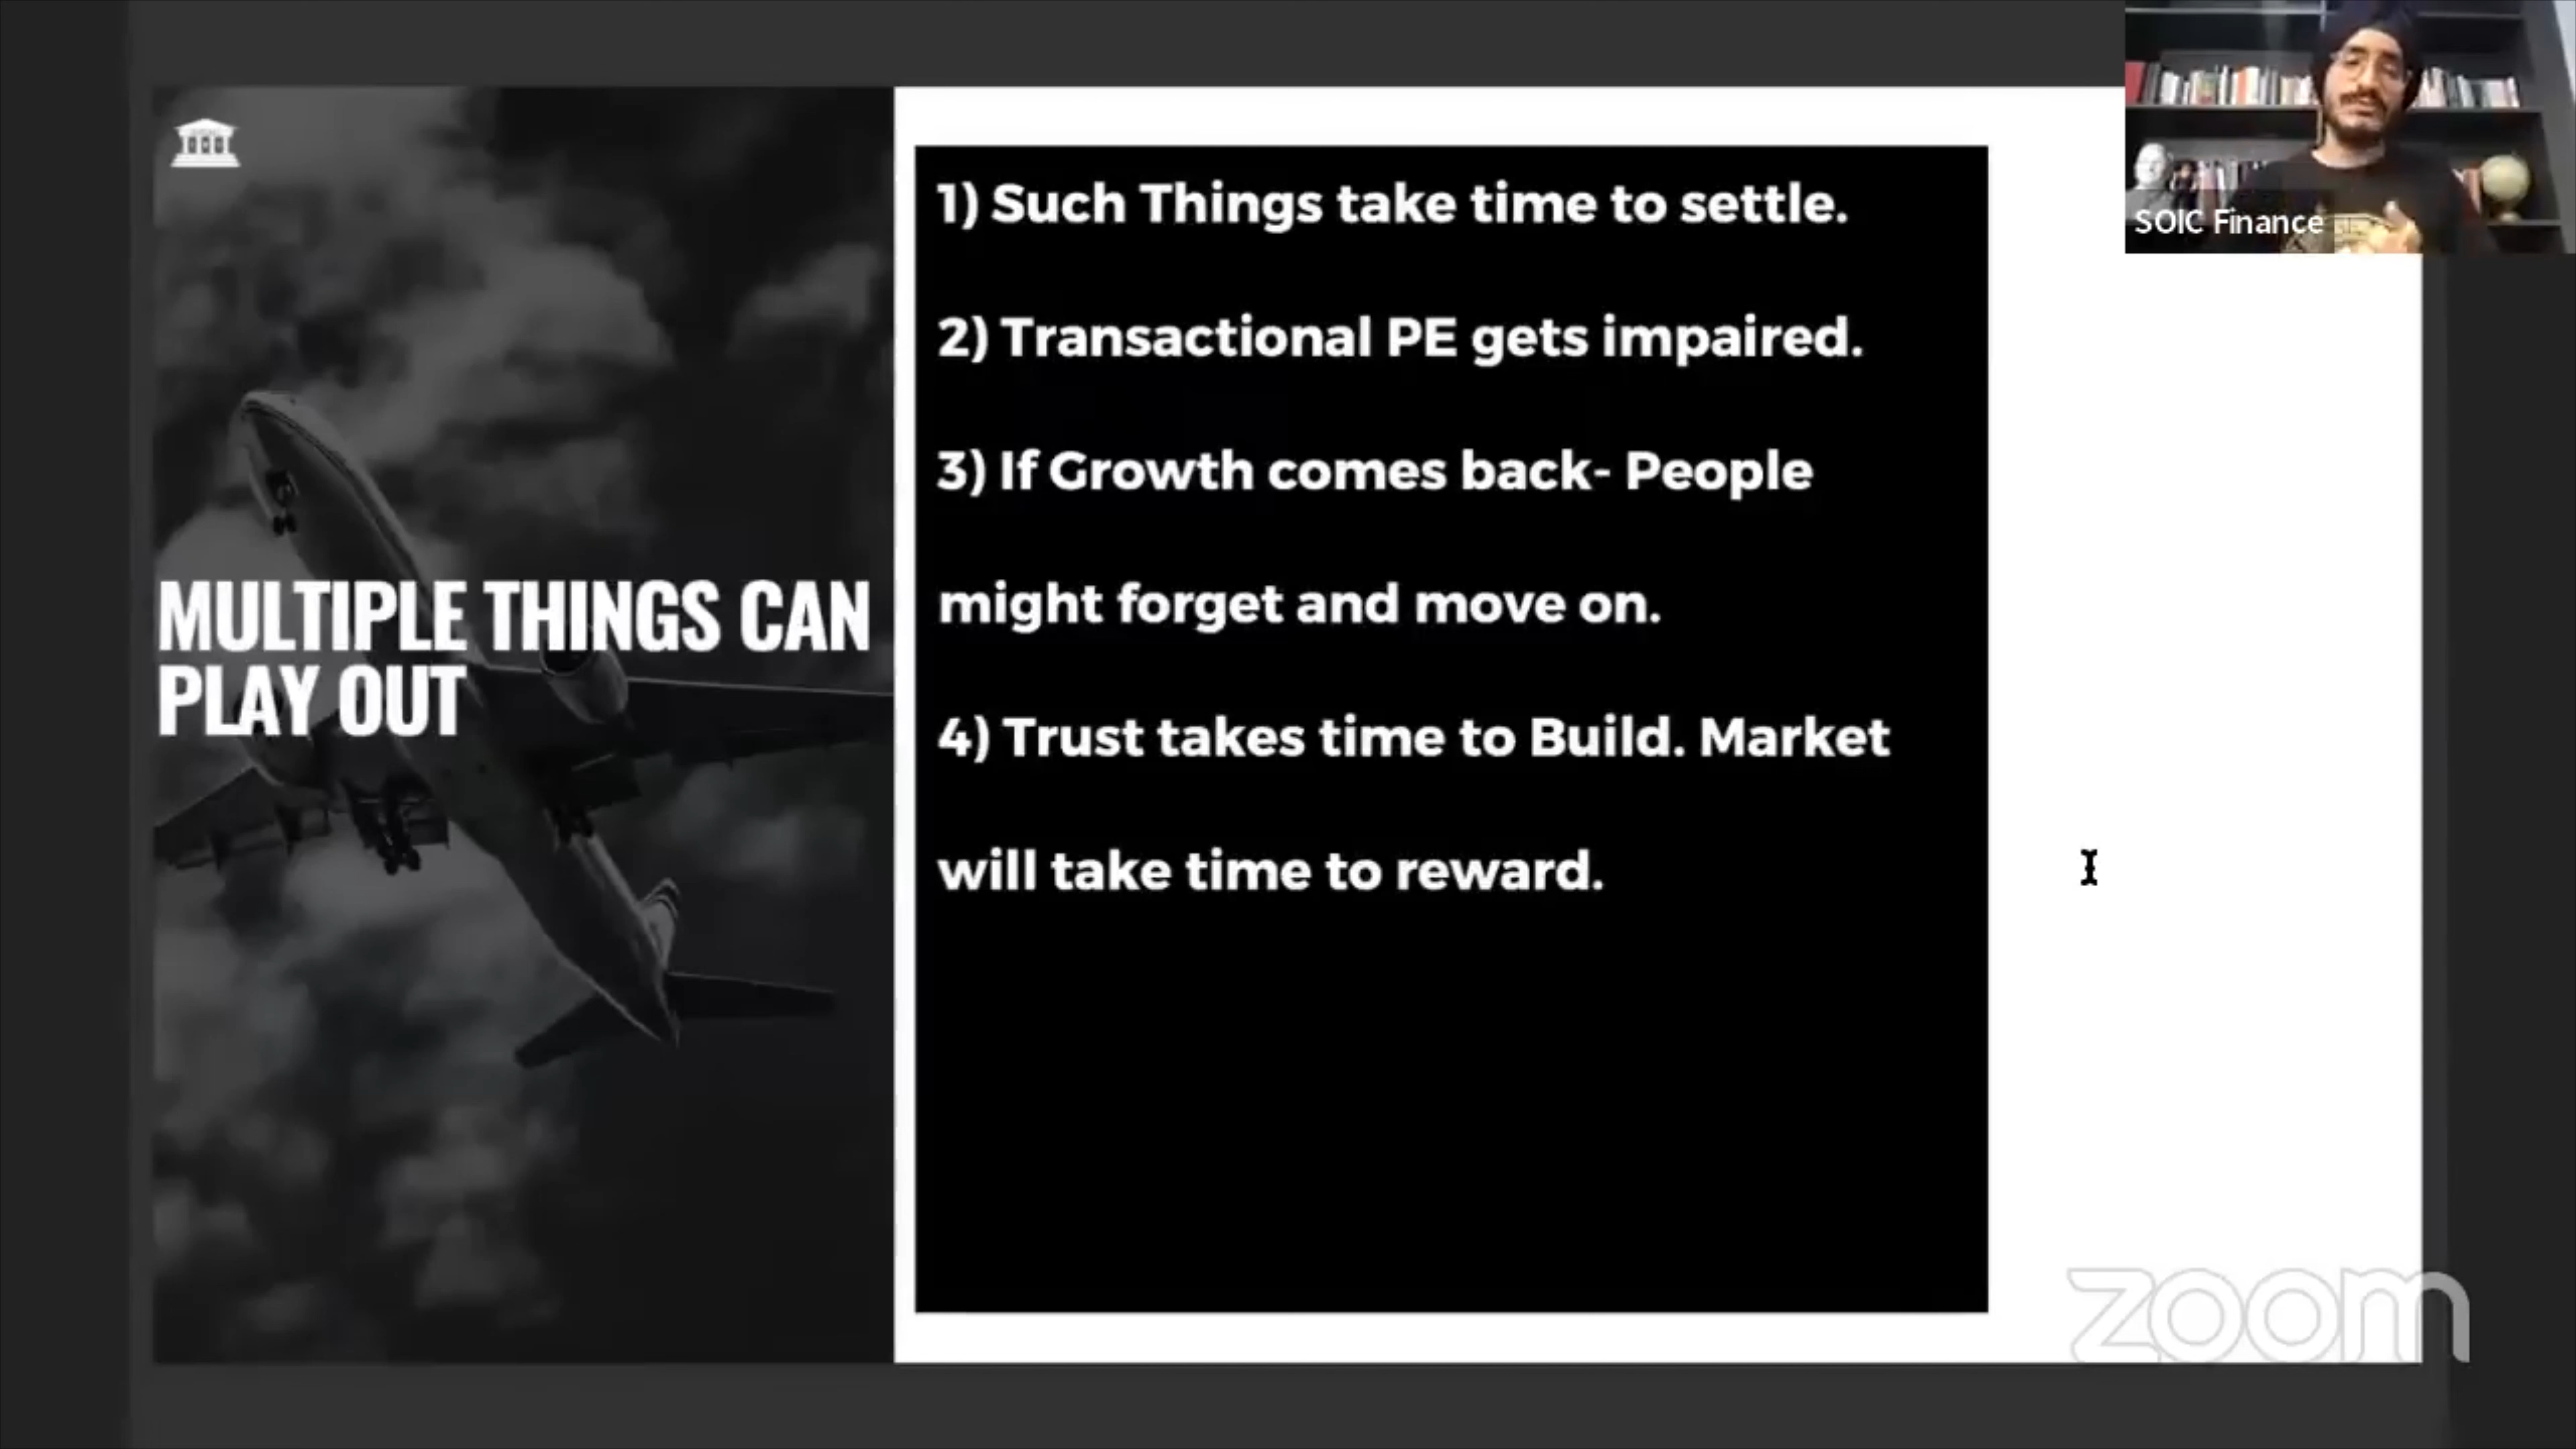 MULTIPLE THINGS CAN
PLAY OUT
1) Such Things take time to settle.
2) Transactional PE gets impaired.
3) If Growth comes back- People
might forget and move on.
4) Trust takes time to Build. Market
will take time to reward.
SOIC Finance
zoom